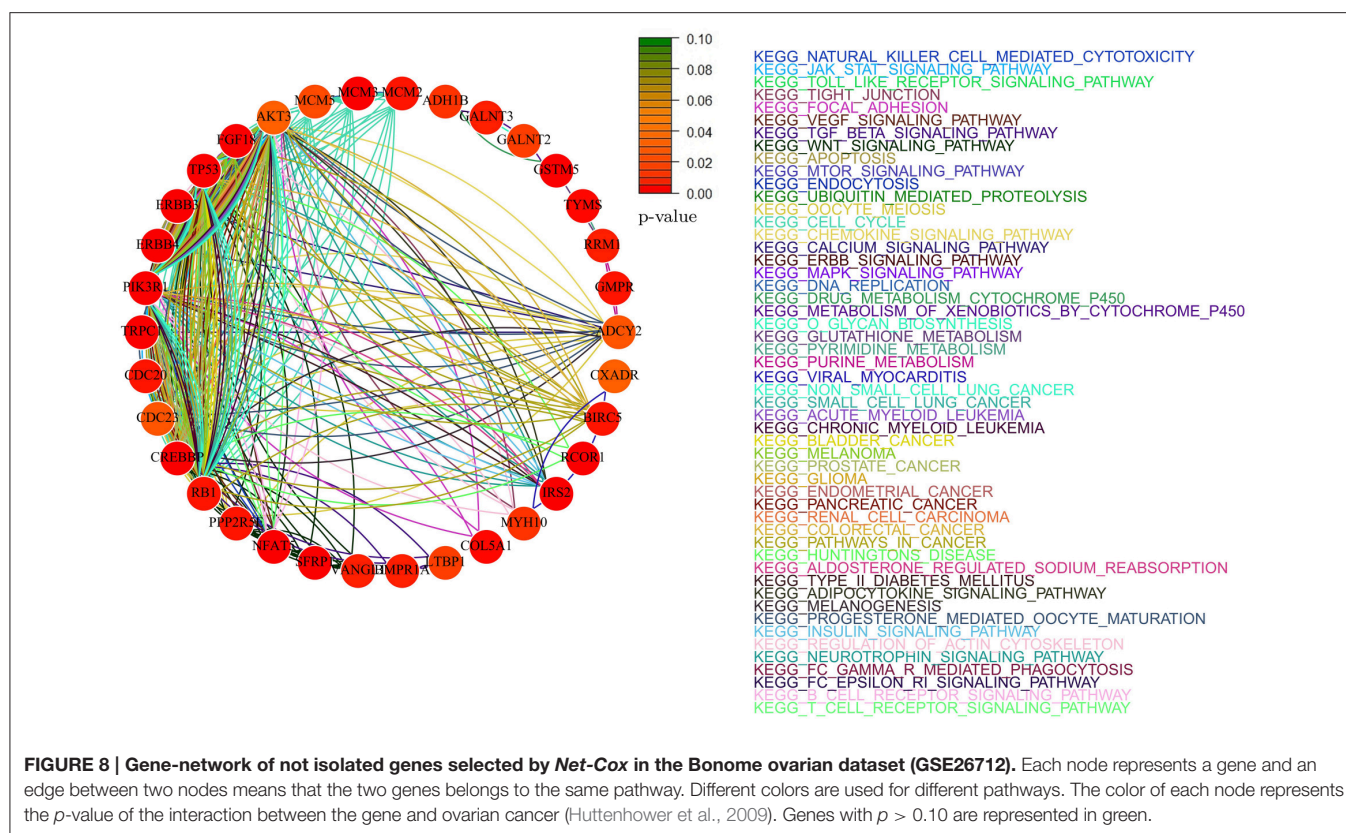 0.10
0.08
0.06
0.04
0.02
0.00
p-value
MCM5
MCM3
MCM2
ADH1B
GALNT3
GALNT2
GSTM5
TYMS
RRM1
GMPR
ADCY2
CXADR
BIRC5
RCOR1
IRS2
MYH10
COL5A1
LTBP1
BMPR1A
NFAT5
PPP2R5E
RB1
CREBBP
CDC23
CDC20
TRPC1
PIK3R1
ERBB4
ERBB3
TP53
FGF18
AKT3
KEGG_NATURAL_KILLER_CELL_MEDIATED_CYTOTOXICITY
KEGG_JAK_STAT_SIGNALING_PATHWAY
KEGG_TOLL_LIKE_RECEPTOR_SIGNALING_PATHWAY
KEGG_TIGHT_JUNCTION
KEGG_FOCAL_ADHESION
KEGG_VEGF_SIGNALING_PATHWAY
KEGG_TGF_BETA_SIGNALING_PATHWAY
KEGG_WNT_SIGNALING_PATHWAY
KEGG_APOPTOSIS
KEGG_MTOR_SIGNALING_PATHWAY
KEGG_ENDOCYTOSIS
KEGG_UBIQUITIN_MEDIATED_PROTEOLYSIS
KEGG_OOCYTE_MEIOSIS
KEGG_CELL_CYCLE
KEGG_CHEMOKINE_SIGNALING_PATHWAY
KEGG_CALCIUM_SIGNALING_PATHWAY
KEGG_ERBB_SIGNALING_PATHWAY
KEGG_MAPK_SIGNALING_PATHWAY
KEGG_DNA_REPLICATION
KEGG_DRUG_METABOLISM_CYTOCHROME_P450
KEGG_METABOLISM_OF_XENOBIOTICS_BY_CYTOCHROME_P450
KEGG_O_GLYCAN_BIOSYNTHESIS
KEGG_GLUTATHIONE_METABOLISM
KEGG_PYRIMIDINE_METABOLISM
KEGG_PURINE_METABOLISM
KEGG_VIRAL_MYOCARDITIS
KEGG_NON_SMALL_CELL_LUNG_CANCER
KEGG_SMALL_CELL_LUNG_CANCER
KEGG_ACUTE_MYELOID_LEUKEMIA
KEGG_CHRONIC_MYELOID_LEUKEMIA
KEGG_BLADDER_CANCER
KEGG_MELANOMA
KEGG_PROSTATE_CANCER
KEGG_GLIOMA
KEGG_ENDOMETRIAL_CANCER
KEGG_PANCREATIC_CANCER
KEGG_RENAL_CELL_CARCINOMA
KEGG_COLORECTAL_CANCER
KEGG_PATHWAYS_IN_CANCER
KEGG_HUNTINGTONS_DISEASE
KEGG_ALDOSTERONE_REGULATED_SODIUM_REABSORPTION
KEGG_TYPE_II_DIABETES_MELLITUS
KEGG_ADIPOCYTOKINE_SIGNALING_PATHWAY
KEGG_MELANOGENESIS
KEGG_PROGESTERONE_MEDIATED_OOCYTE_MATURATION
KEGG_INSULIN_SIGNALING_PATHWAY
KEGG_REGULATION_OF_ACTIN_CYTOSKELETON
KEGG_NEUROTROPHIN_SIGNALING_PATHWAY
KEGG_FC_GAMMA_R_MEDIATED_PHAGOCYTOSIS
KEGG_FC_EPSILON_RI_SIGNALING_PATHWAY
KEGG_B_CELL_RECEPTOR_SIGNALING_PATHWAY
KEGG_T_CELL_RECEPTOR_SIGNALING_PATHWAY
FIGURE 8 | Gene-network of not isolated genes selected by Net-Cox in the Bonome ovarian dataset (GSE26712). Each node represents a gene and an
edge between two nodes means that the two genes belongs to the same pathway. Different colors are used for different pathways. The color of each node represents
the p-value of the interaction between the gene and ovarian cancer (Huttenhower et al., 2009). Genes with p > 0.10 are represented in green.